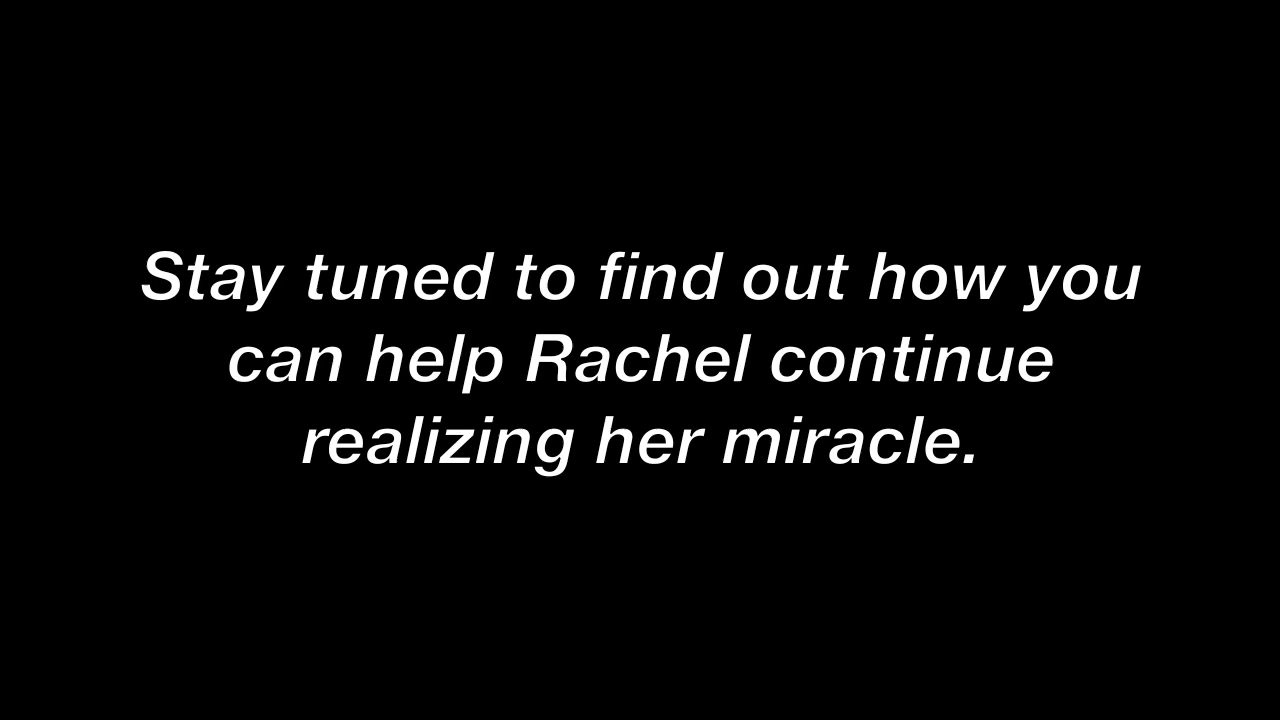 Stay tuned to find out how you
can help Rachel continue
realizing her miracle.